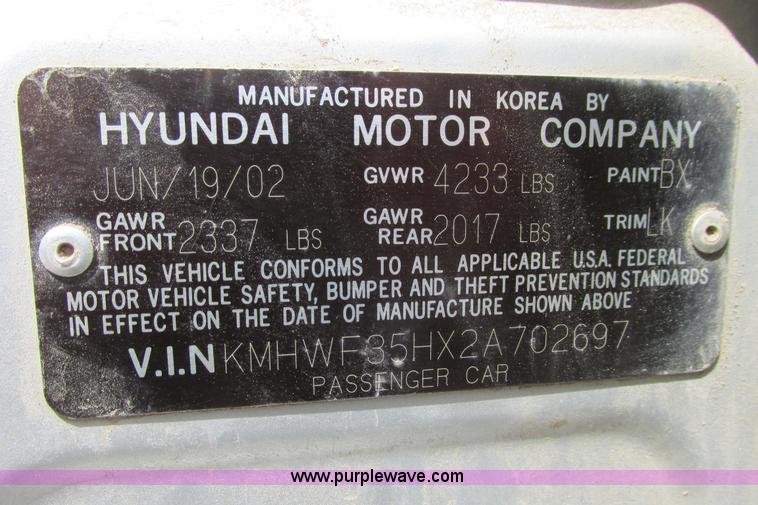 MANUFACTURED IN KOREA BY
HYUNDAI MOTOR COMPANY
JUN/19/02 GVWR 4233 LBS PAINT BX
GAWR FRONT 2337 LBS GAWR REAR 2017 LBS TRIM LK
THIS VEHICLE CONFORMS TO ALL APPLICABLE U.S.A. FEDERAL
MOTOR VEHICLE SAFETY, BUMPER AND THEFT PREVENTION STANDARDS
IN EFFECT ON THE DATE OF MANUFACTURE SHOWN ABOVE
V.I.N KMHWF35HX2A702697
PASSENGER CAR
www.purplewave.com